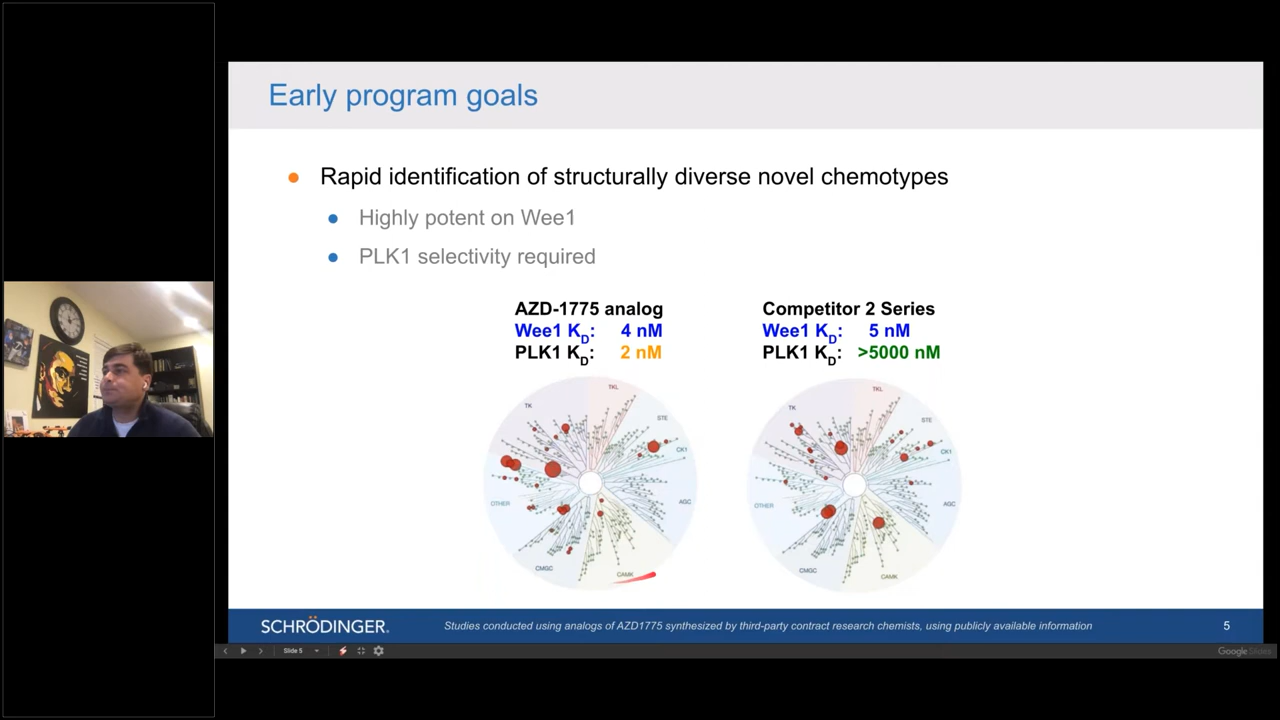 Early program goals
Rapid identification of structurally diverse novel chemotypes
Highly potent on Wee1
PLK1 selectivity required
AZD-1775 analog
Wee1 KD: 4 nM
PLK1 KD: 2 nM
Competitor 2 Series
Wee1 KD: 5 nM
PLK1 KD: >5000 nM
TKL
TK
STE
CK1
OTHER
AGC
CMGC
CAMK
TKL
TK
STE
CK1
OTHER
AGC
CMGC
CAMK
SCHRÖDINGER.
Studies conducted using analogs of AZD1775 synthesized by third-party contract research chemists, using publicly available information
5
Slide 5
Google Slides